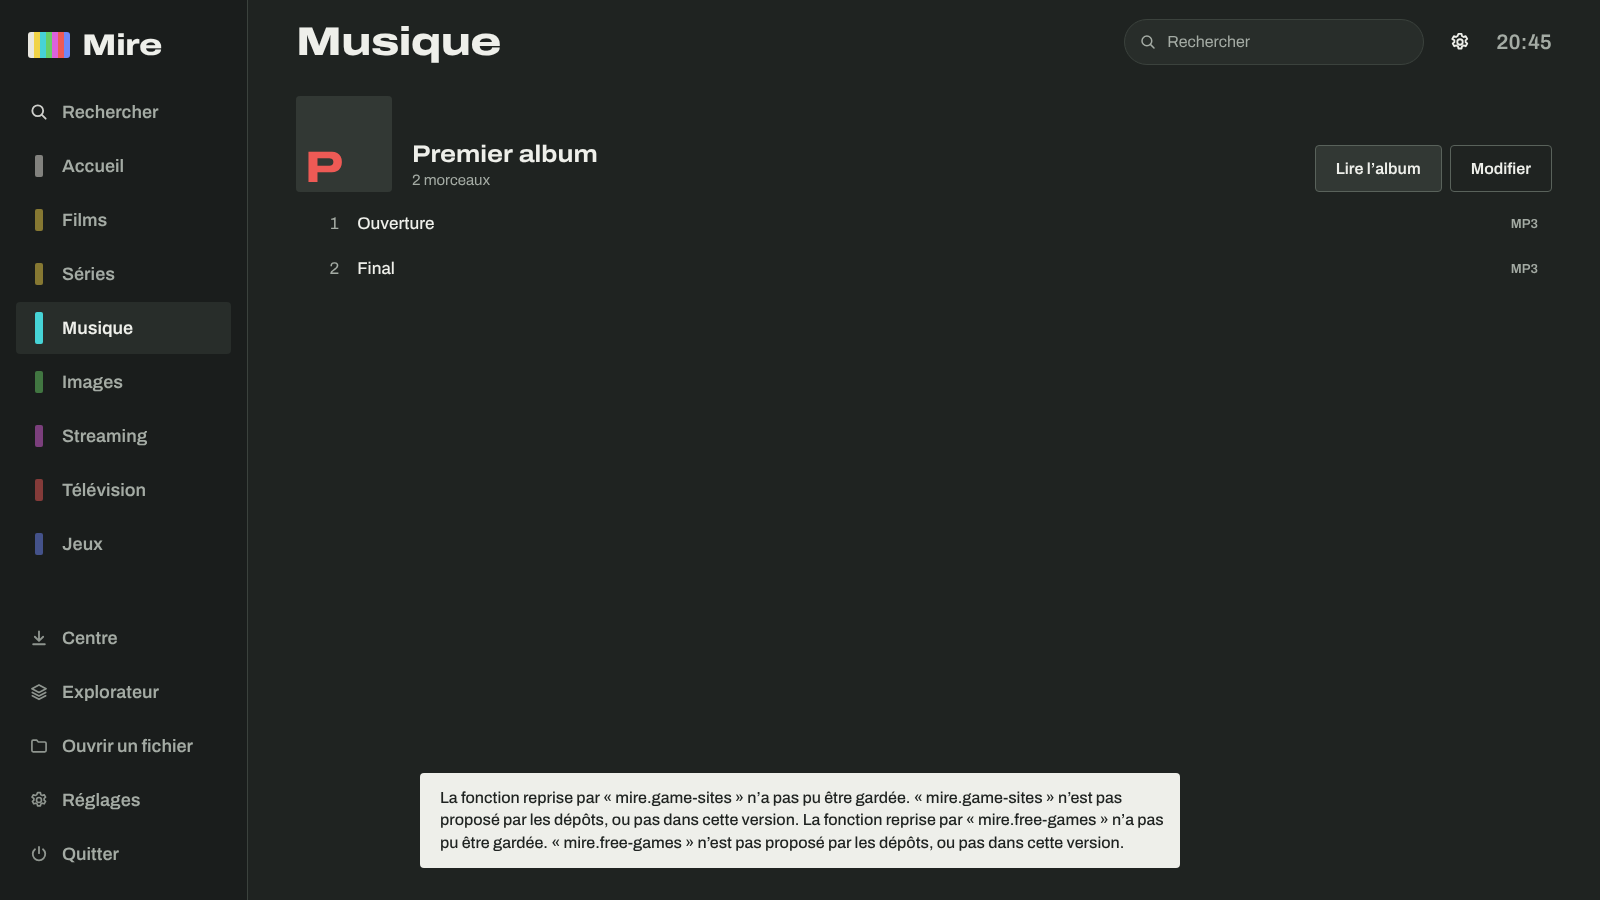 Mire
Rechercher
Accueil
Films
Séries
Musique
Images
Streaming
Télévision
Jeux
Centre
Explorateur
Ouvrir un fichier
Réglages
Quitter
Musique
Rechercher
20:45
P
Premier album
2 morceaux
Lire l’album
Modifier
1 Ouverture MP3
2 Final MP3
La fonction reprise par « mire.game-sites » n’a pas pu être gardée. « mire.game-sites » n’est pas
proposé par les dépôts, ou pas dans cette version. La fonction reprise par « mire.free-games » n’a pas
pu être gardée. « mire.free-games » n’est pas proposé par les dépôts, ou pas dans cette version.